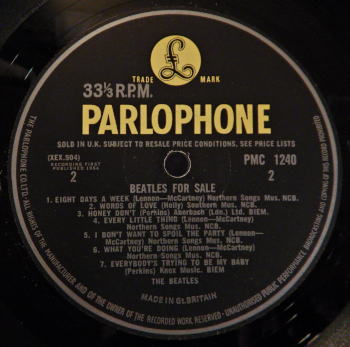 £
TRADE MARK
33⅓ R.P.M.
PARLOPHONE
SOLD IN U.K. SUBJECT TO RESALE PRICE CONDITIONS, SEE PRICE LISTS
(XEX.504) PMC 1240
RECORDING FIRST
PUBLISHED 1964
2 2
BEATLES FOR SALE
1: EIGHT DAYS A WEEK (Lennon—McCartney) Northern Songs Mus. NCB.
2: WORDS OF LOVE (Holly) Southern Mus. NCB.
3: HONEY DON'T (Perkins) Aberbach (Ldn.) Ltd. BIEM.
4: EVERY LITTLE THING (Lennon—McCartney)
Northern Songs Mus. NCB.
5: I DON'T WANT TO SPOIL THE PARTY (Lennon—
McCartney) Northern Songs Mus. NCB.
6: WHAT YOU'RE DOING (Lennon—McCartney)
Northern Songs Mus. NCB.
7: EVERYBODY'S TRYING TO BE MY BABY
(Perkins) Knox Music. BIEM
THE BEATLES
MADE IN GT. BRITAIN
THE PARLOPHONE CO. LTD. ALL RIGHTS OF THE MANUFACTURER AND OF THE OWNER OF THE RECORDED WORK RESERVED UNAUTHORISED PUBLIC PERFORMANCE BROADCASTING AND COPYING OF THIS RECORD PROHIBITED